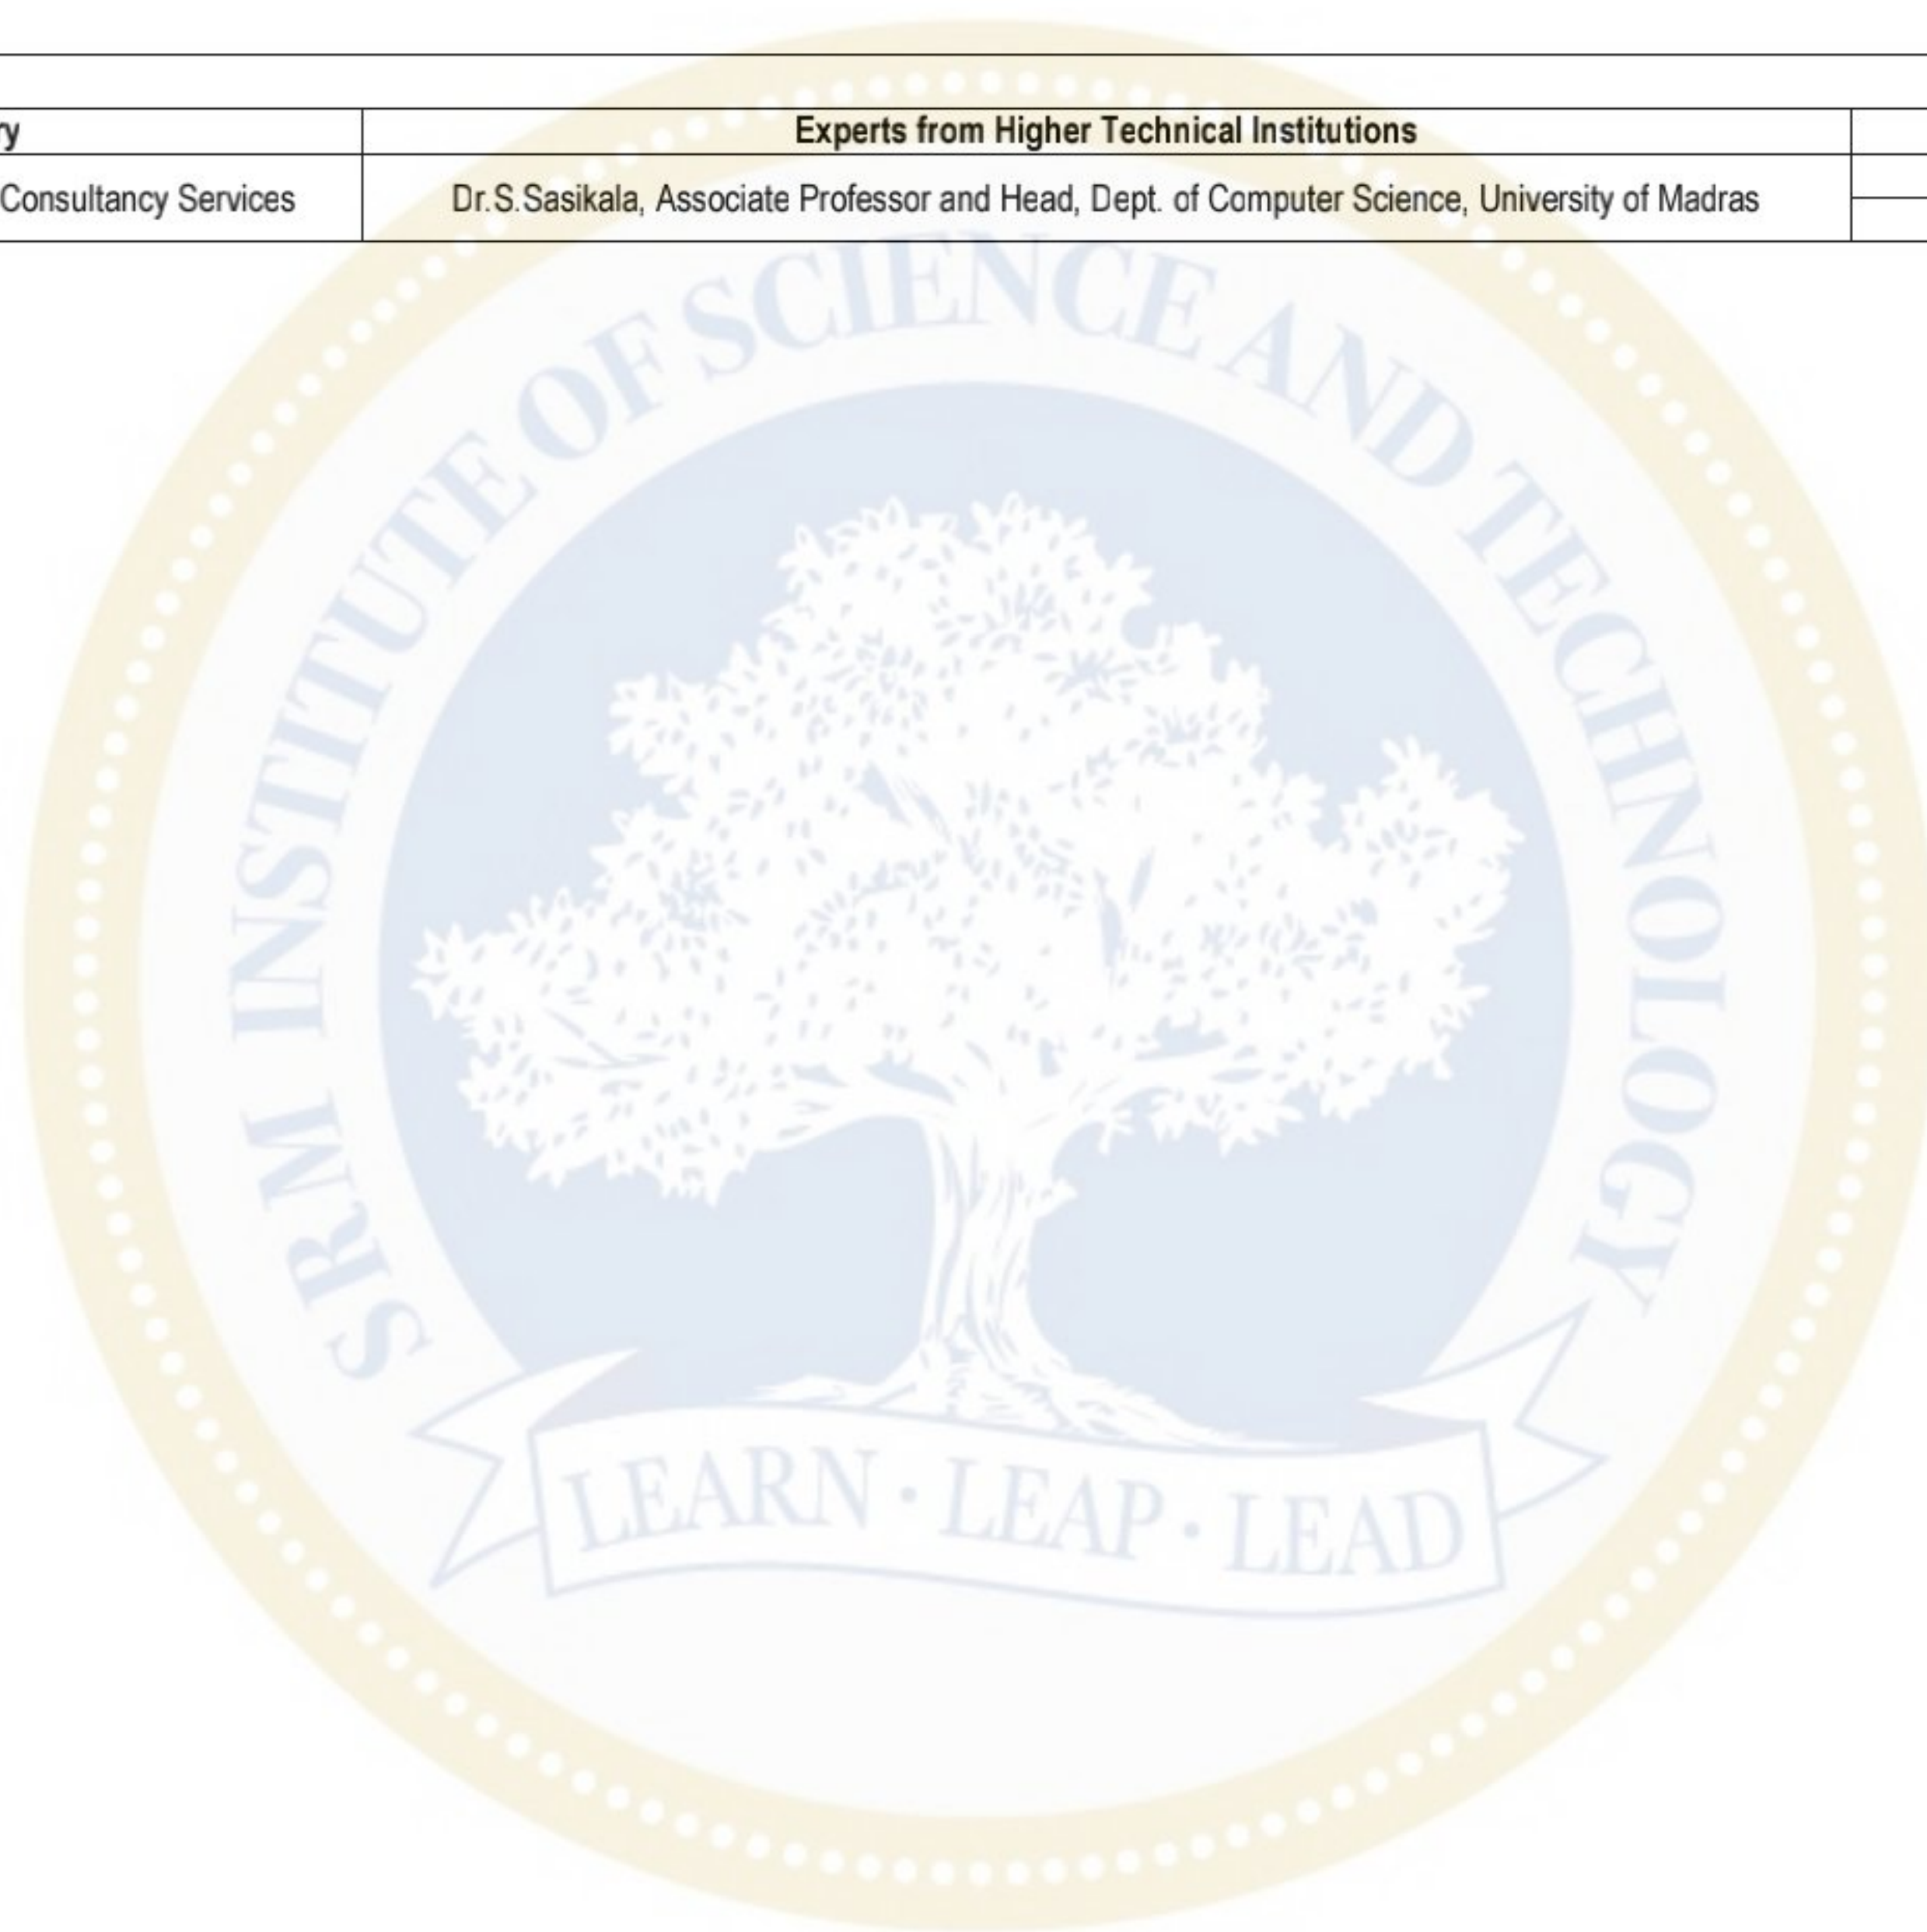 ry
Experts from Higher Technical Institutions
Consultancy Services
Dr.S.Sasikala, Associate Professor and Head, Dept. of Computer Science, University of Madras
SRM INSTITUTE OF SCIENCE AND TECHNOLOGY
LEARN · LEAP · LEAD